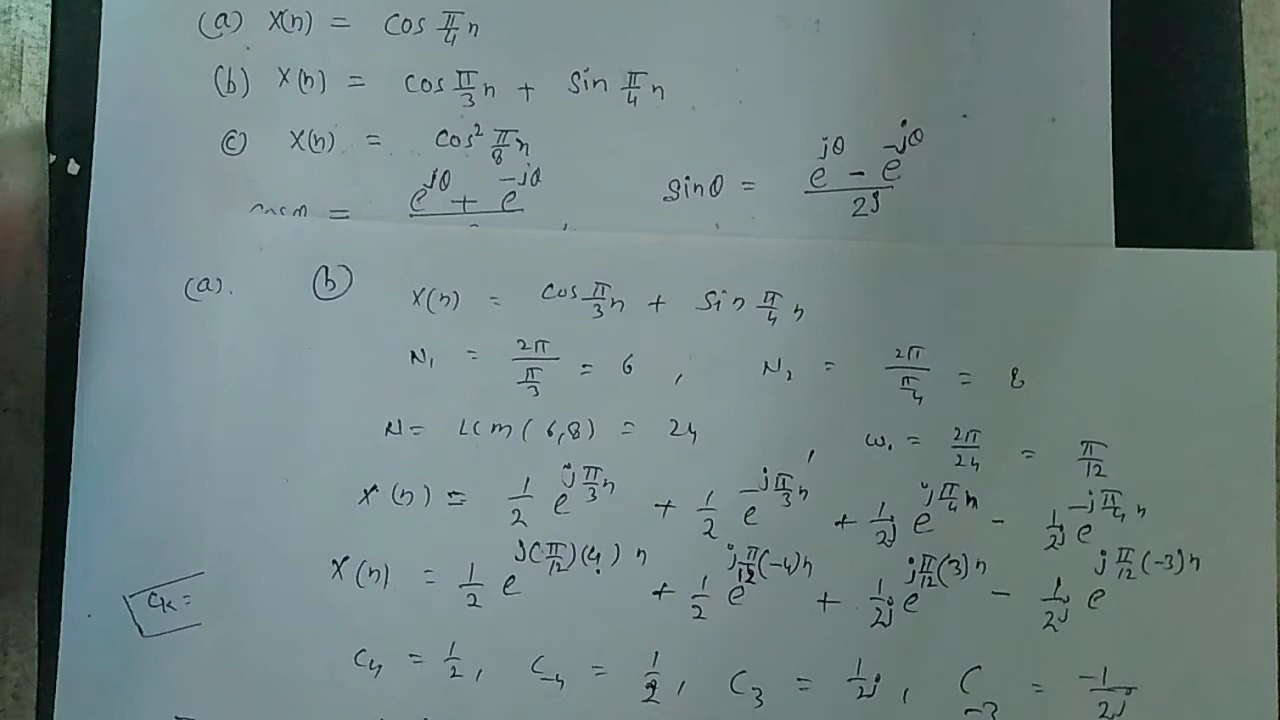 (a) x(n) = cos π/4 n
(b) x(n) = cos π/3 n + sin π/4 n
(c) x(n) = cos² π/8 n
= e^jθ + e^-jθ sinθ = (e^jθ - e^-jθ)/2j
(a). (b) x(n) = cos π/3 n + sin π/4 n
N₁ = 2π/(π/3) = 6 , N₂ = 2π/(π/4) = 8
N = LCM(6,8) = 24 , ω₀ = 2π/24 = π/12
x(n) = 1/2 e^(jπ/3 n) + 1/2 e^(-jπ/3 n) + 1/2j e^(jπ/4 n) - 1/2j e^(-jπ/4 n)
x(n) = 1/2 e^(j(π/12)(4) n) + 1/2 e^(jπ/12(-4)n) + 1/2j e^(jπ/12(3)n) - 1/2j e^(jπ/12(-3)n)
Ck =
C₄ = 1/2, C₋₄ = 1/2, C₃ = 1/2j, C₋₃ = -1/2j